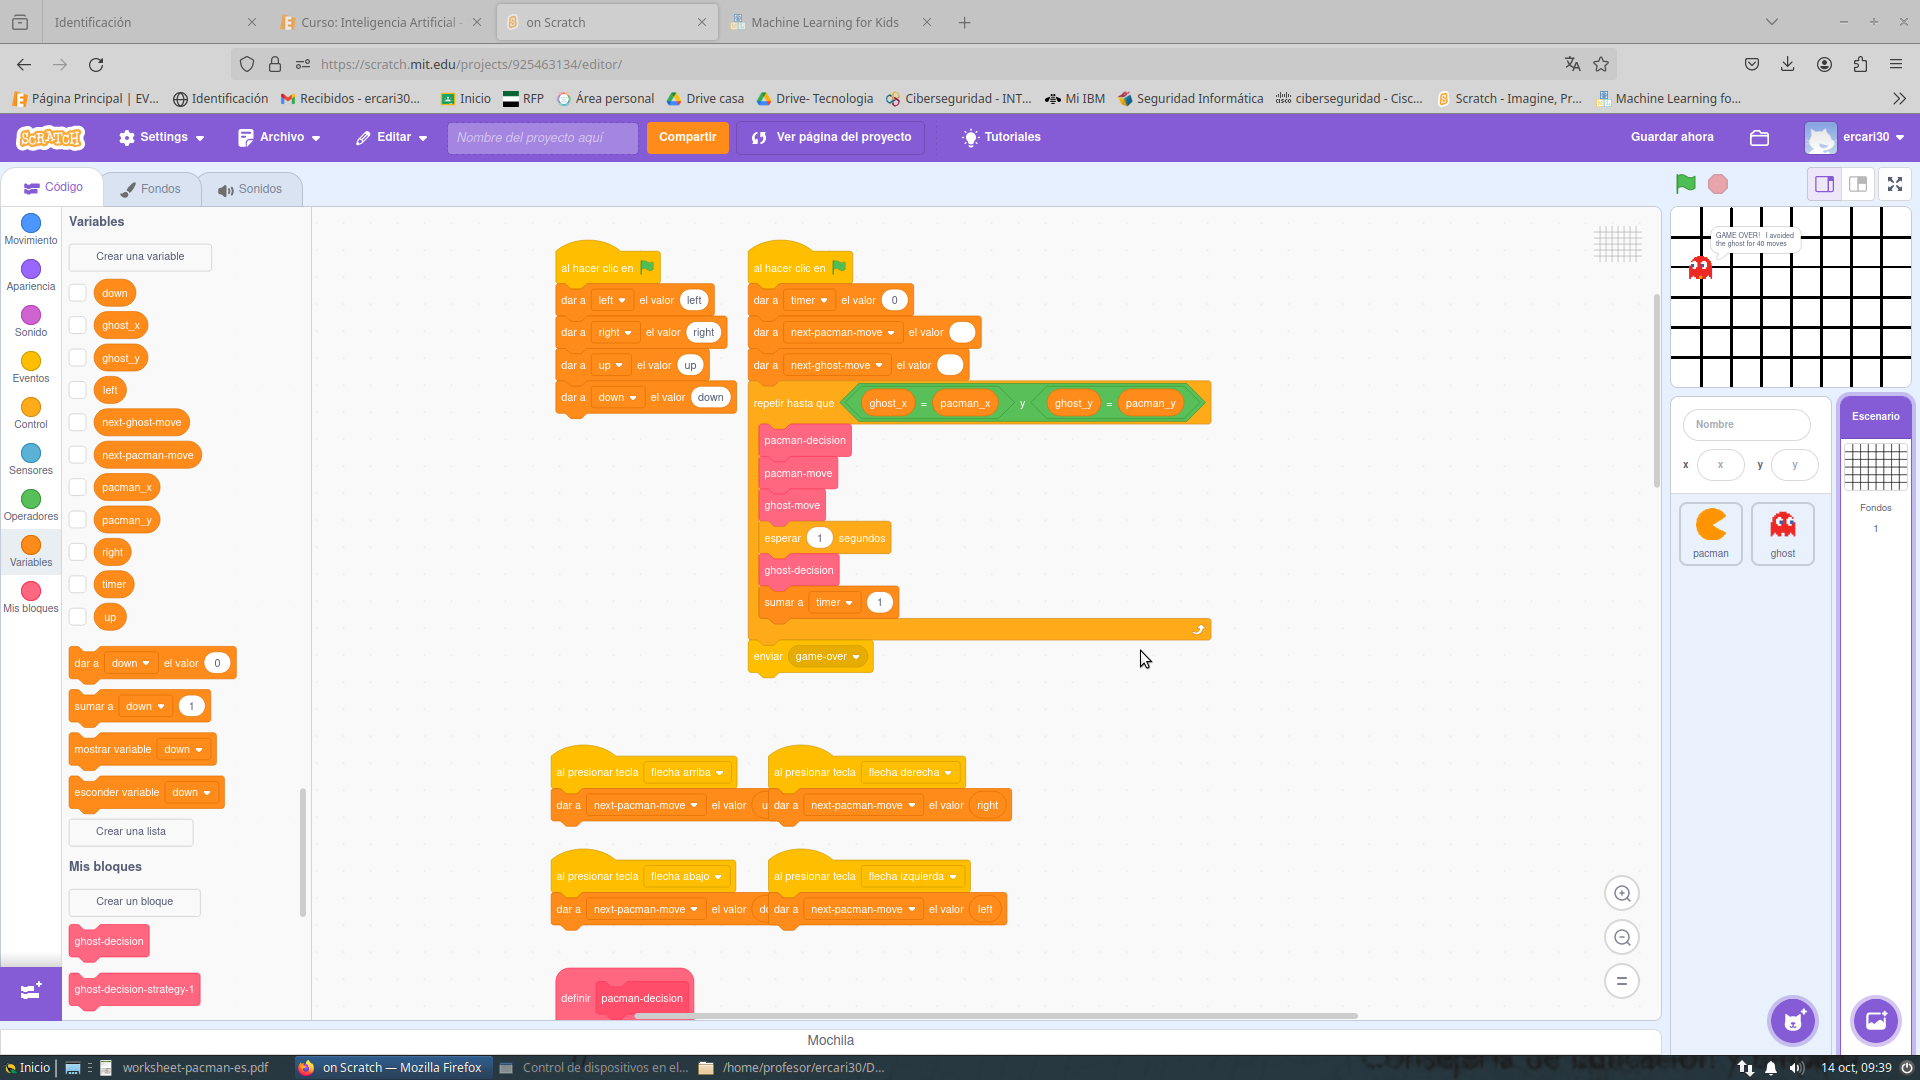 Identificación
Curso: Inteligencia Artificial -
on Scratch
Machine Learning for Kids
https://scratch.mit.edu/projects/925463134/editor/
Página Principal | EV...
Identificación
Recibidos - ercari30...
Inicio
RFP
Área personal
Drive casa
Drive- Tecnologia
Ciberseguridad - INT...
Mi IBM
Seguridad Informática
ciberseguridad - Cisc...
Scratch - Imagine, Pr...
Machine Learning fo...
SCRATCH
Settings
Archivo
Editar
Nombre del proyecto aquí
Compartir
Ver página del proyecto
Tutoriales
Guardar ahora
ercari30
Código
Fondos
Sonidos
Movimiento
Apariencia
Sonido
Eventos
Control
Sensores
Operadores
Variables
Mis bloques
Variables
Crear una variable
down
ghost_x
ghost_y
left
next-ghost-move
next-pacman-move
pacman_x
pacman_y
right
timer
up
dar a down el valor 0
sumar a down 1
mostrar variable down
esconder variable down
Crear una lista
Mis bloques
Crear un bloque
ghost-decision
ghost-decision-strategy-1
al hacer clic en
dar a left el valor left
dar a right el valor right
dar a up el valor up
dar a down el valor down
al hacer clic en
dar a timer el valor 0
dar a next-pacman-move el valor
dar a next-ghost-move el valor
repetir hasta que ghost_x = pacman_x y ghost_y = pacman_y
pacman-decision
pacman-move
ghost-move
esperar 1 segundos
ghost-decision
sumar a timer 1
enviar game-over
al presionar tecla flecha arriba
dar a next-pacman-move el valor u
al presionar tecla flecha derecha
dar a next-pacman-move el valor right
al presionar tecla flecha abajo
dar a next-pacman-move el valor do
al presionar tecla flecha izquierda
dar a next-pacman-move el valor left
definir pacman-decision
GAME OVER! I avoided
the ghost for 40 moves
Nombre
x x y y
pacman
ghost
Escenario
Fondos
1
Mochila
Inicio
worksheet-pacman-es.pdf
on Scratch — Mozilla Firefox
Control de dispositivos en el...
/home/profesor/ercari30/D...
14 oct, 09:39